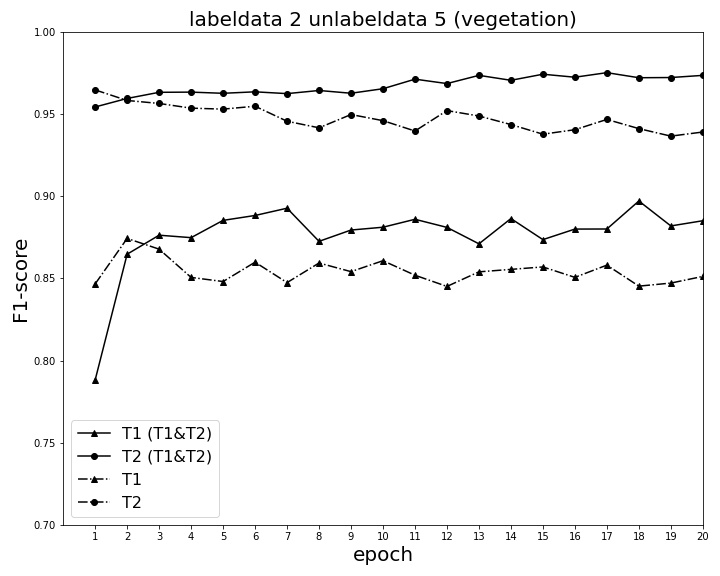 labeldata 2 unlabeldata 5 (vegetation)
F1-score
1.00
0.95
0.90
0.85
0.80
0.75
0.70
T1 (T1&T2)
T2 (T1&T2)
T1
T2
1 2 3 4 5 6 7 8 9 10 11 12 13 14 15 16 17 18 19 20
epoch